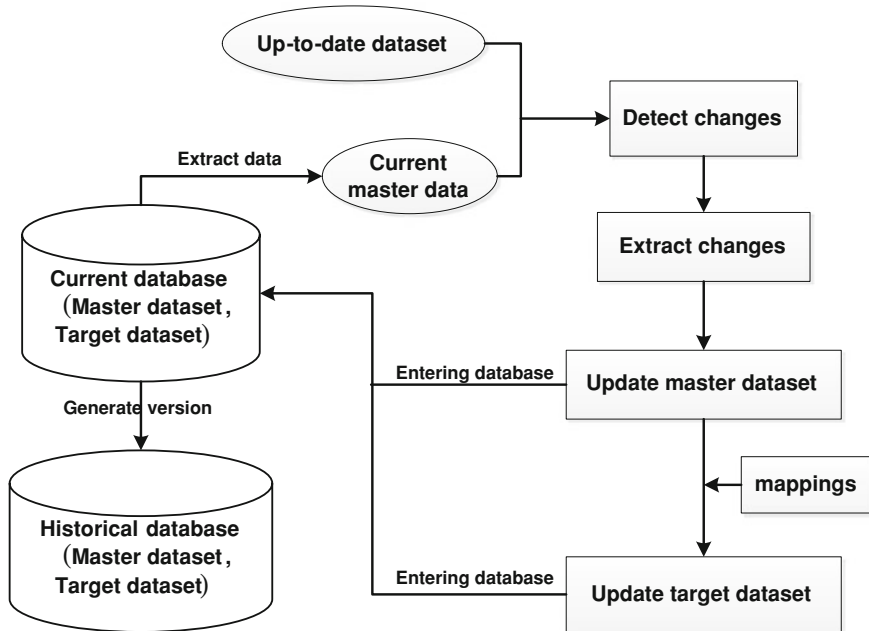 Up-to-date dataset
Detect changes
Extract data
Current
master data
Extract changes
Current database
(Master dataset,
Target dataset)
Entering database
Update master dataset
Generate version
mappings
Historical database
(Master dataset,
Target dataset)
Entering database
Update target dataset